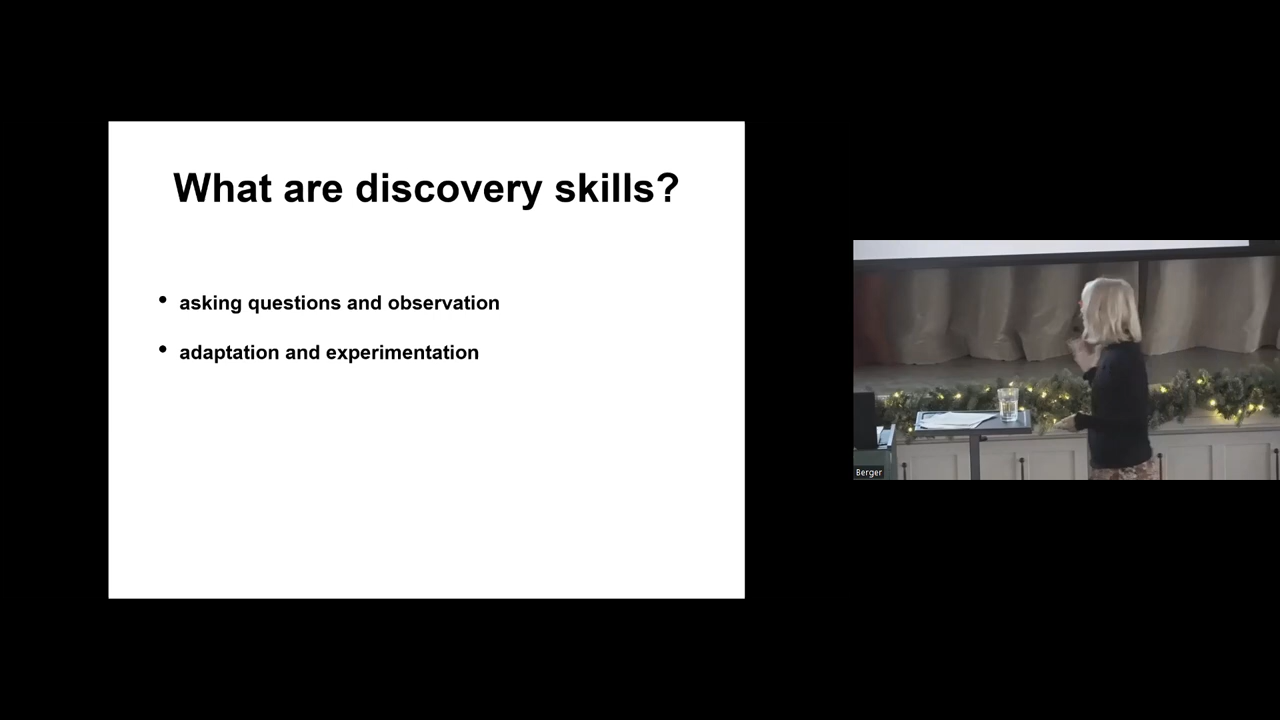 What are discovery skills?
• asking questions and observation
• adaptation and experimentation
Berger